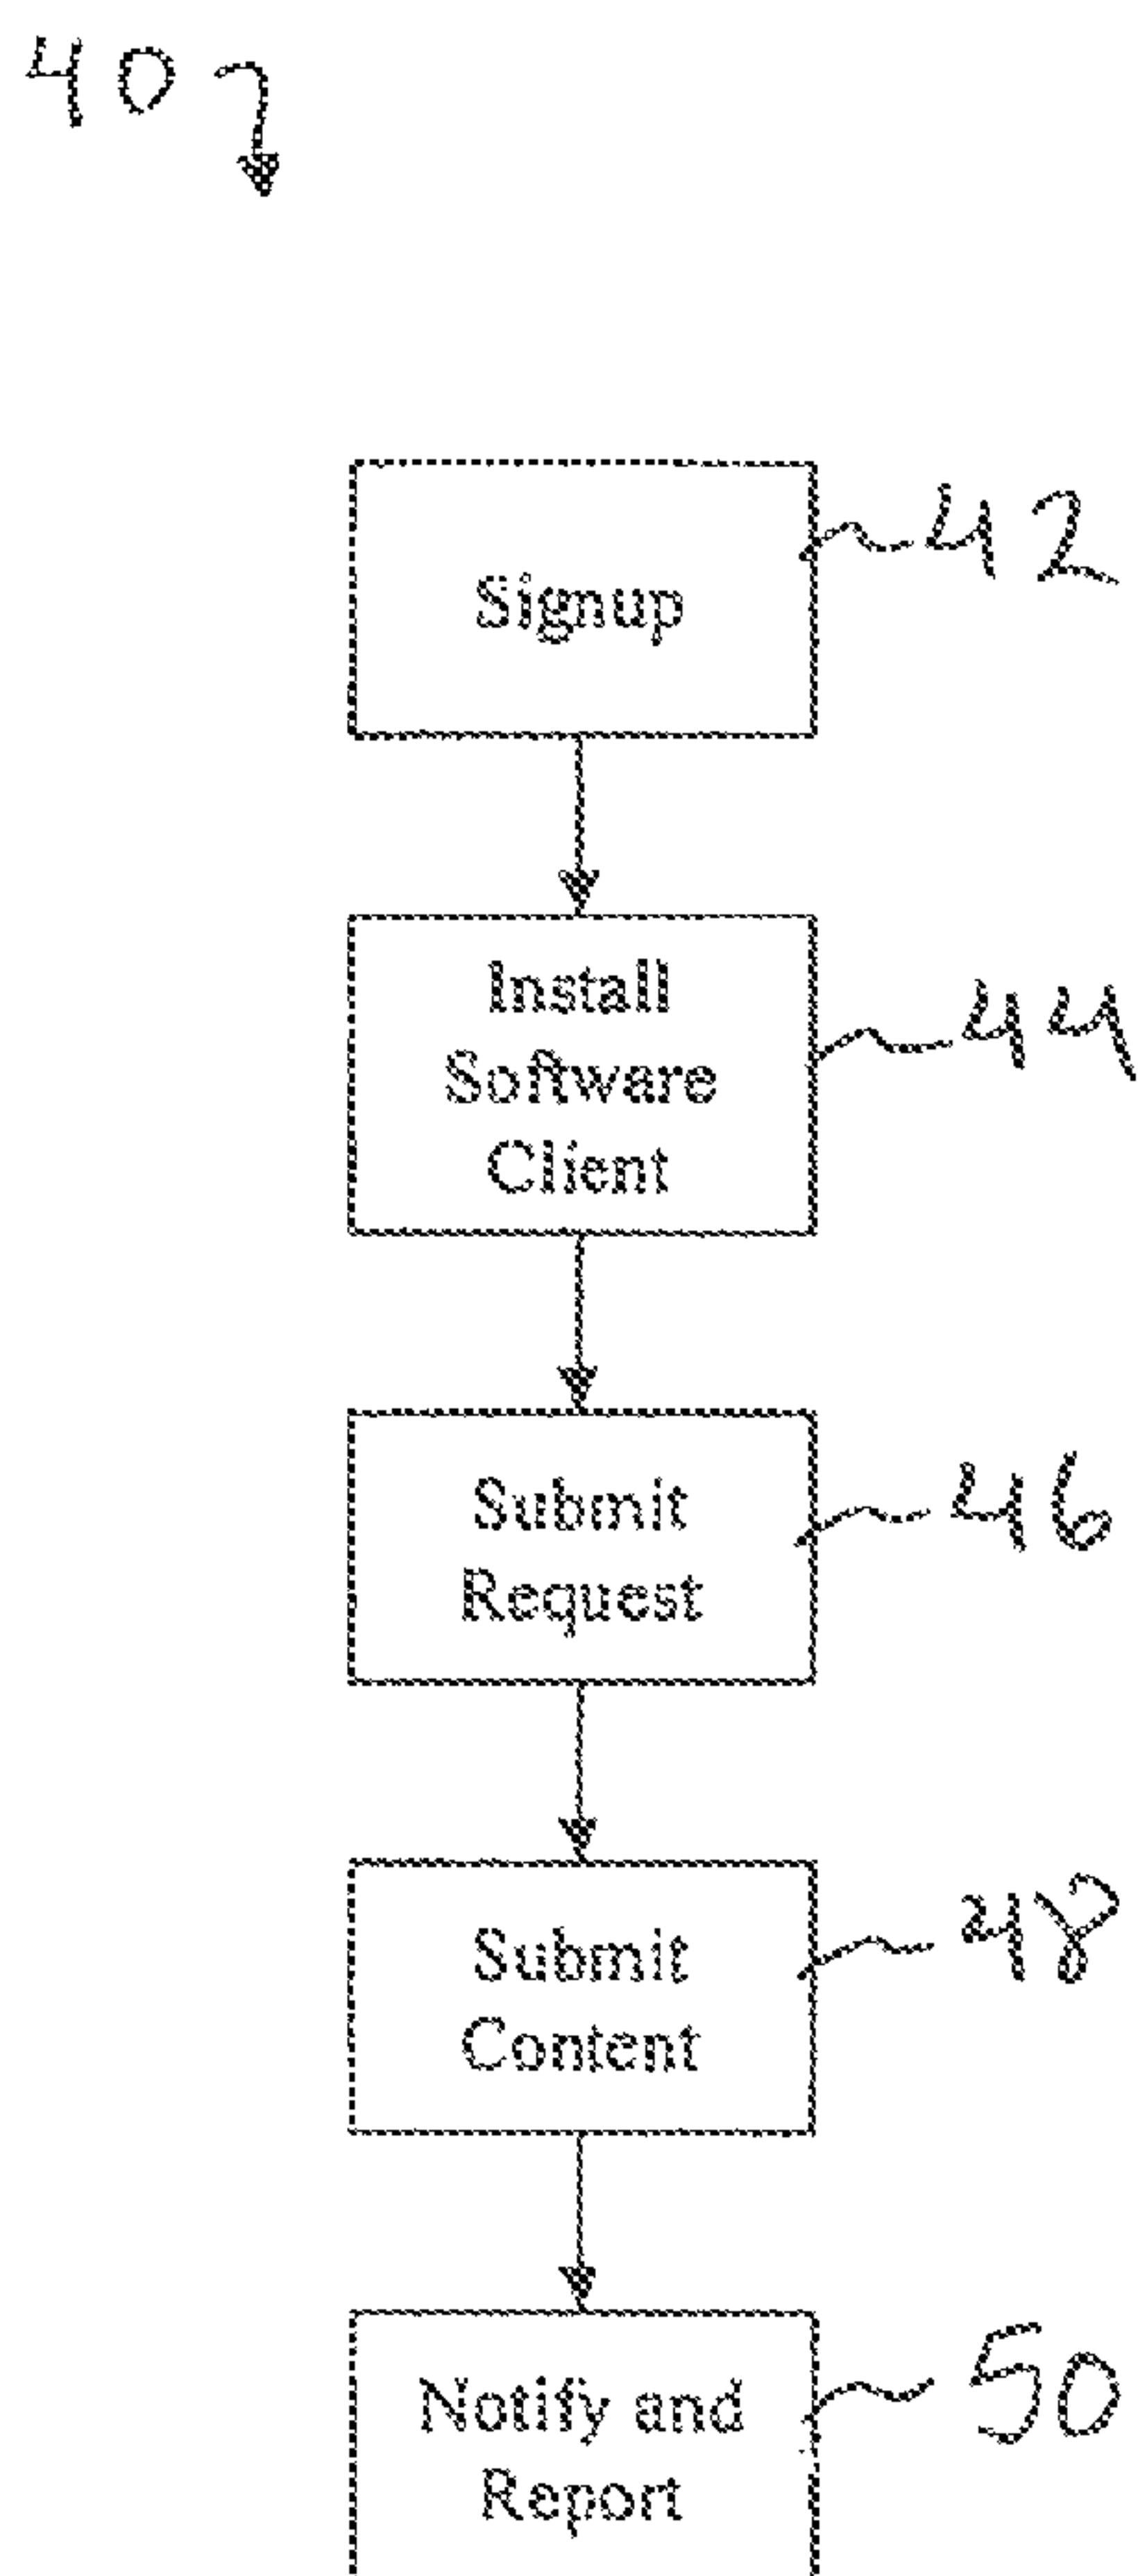 40
Signup
42
Install
Software
Client
44
Submit
Request
46
Submit
Content
48
Notify and
Report
50